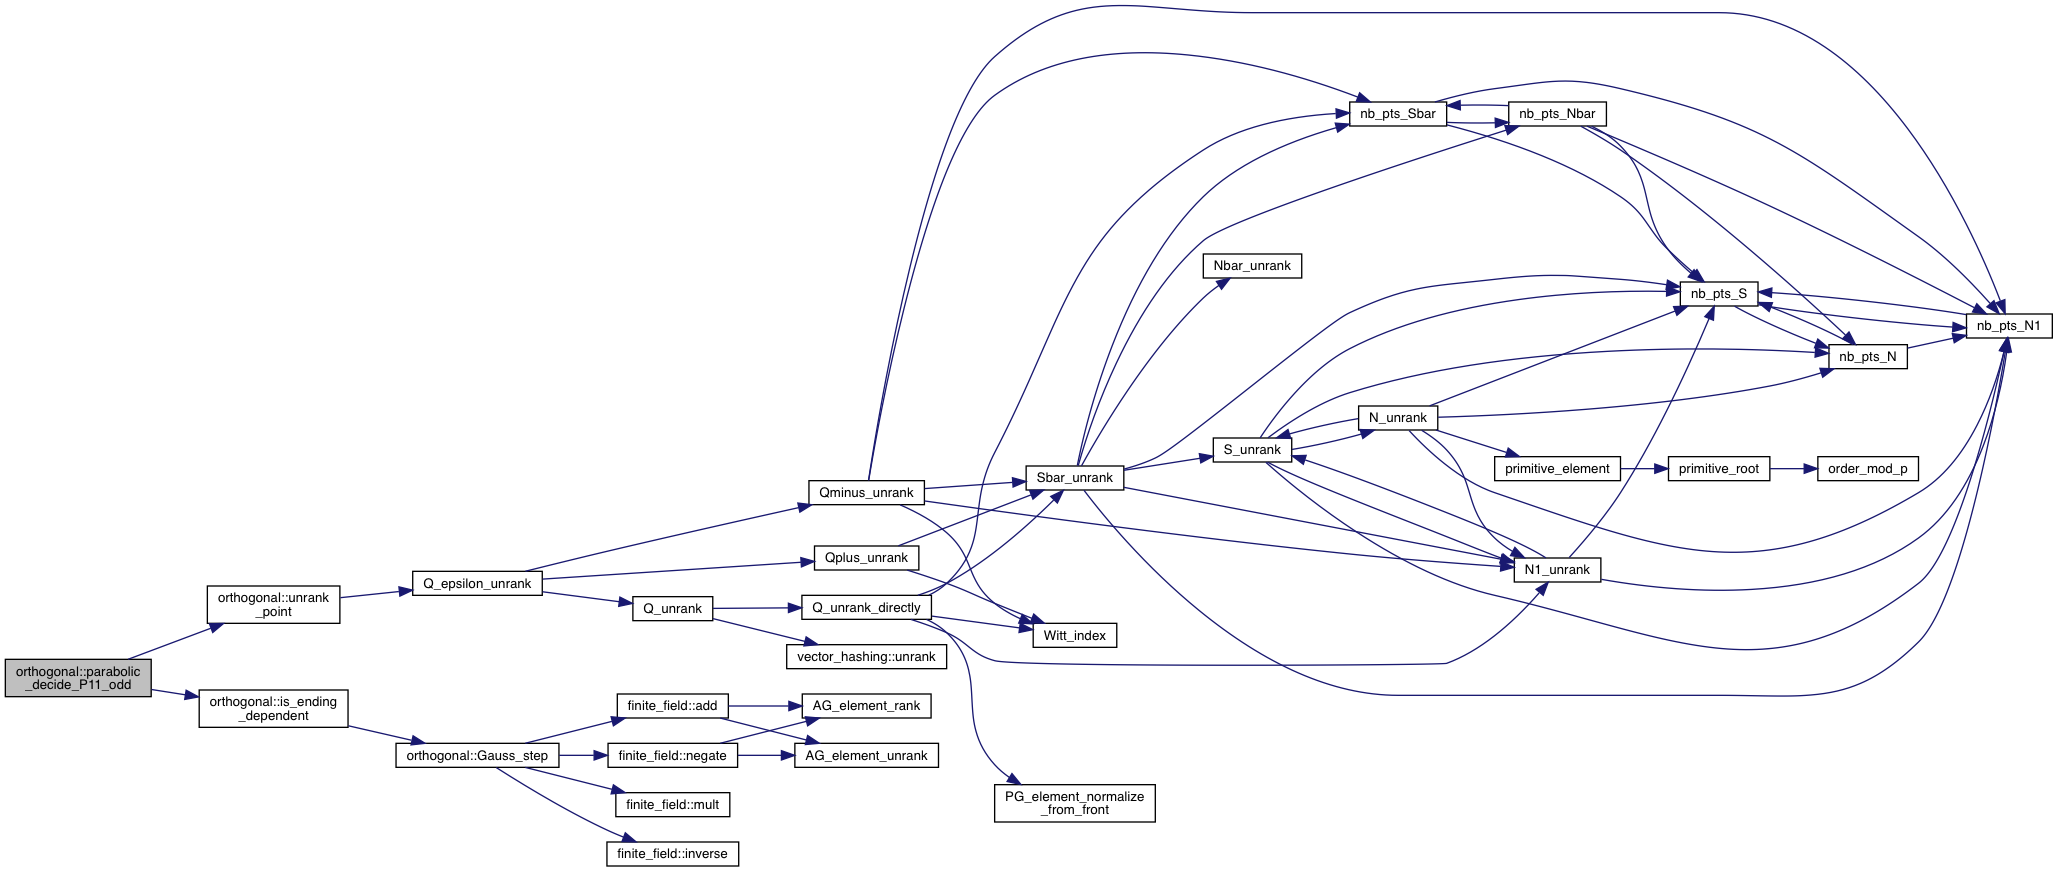 orthogonal::parabolic
_decide_P11_odd
orthogonal::unrank
_point
orthogonal::is_ending
_dependent
Q_epsilon_unrank
orthogonal::Gauss_step
Qminus_unrank
Qplus_unrank
Q_unrank
Q_unrank_directly
vector_hashing::unrank
finite_field::add
finite_field::negate
finite_field::mult
finite_field::inverse
AG_element_rank
AG_element_unrank
Sbar_unrank
Witt_index
PG_element_normalize
_from_front
Nbar_unrank
S_unrank
nb_pts_Sbar
nb_pts_Nbar
N_unrank
primitive_element
N1_unrank
primitive_root
order_mod_p
nb_pts_S
nb_pts_N
nb_pts_N1